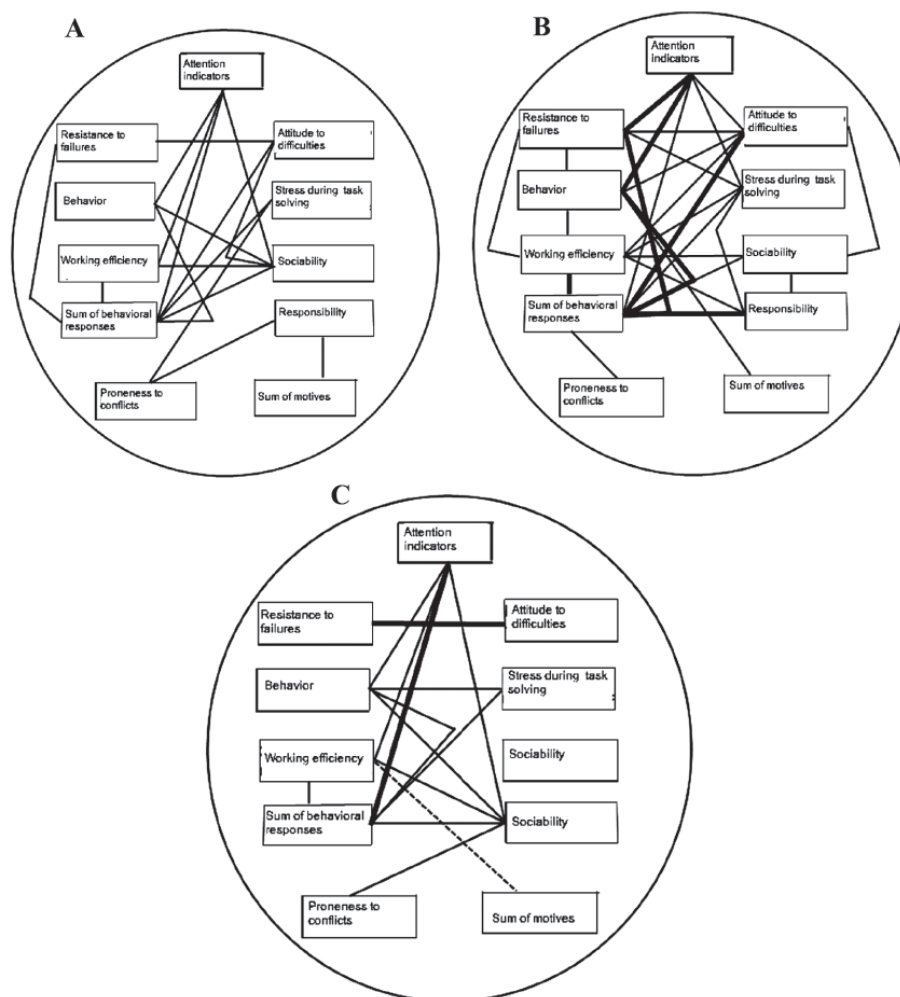 A
Attention
indicators
Resistance to
failures
Attitude to
difficulties
Behavior
Stress during task
solving
Working efficiency
Sociability
Sum of behavioral
responses
Responsibility
Proneness to
conflicts
Sum of motives
B
Attention
indicators
Resistance to
failures
Attitude to
difficulties
Behavior
Stress during task
solving
Working efficiency
Sociability
Sum of behavioral
responses
Responsibility
Proneness to
conflicts
Sum of motives
C
Attention
indicators
Resistance to
failures
Attitude to
difficulties
Behavior
Stress during task
solving
Working efficiency
Sociability
Sum of behavioral
responses
Sociability
Proneness to
conflicts
Sum of motives